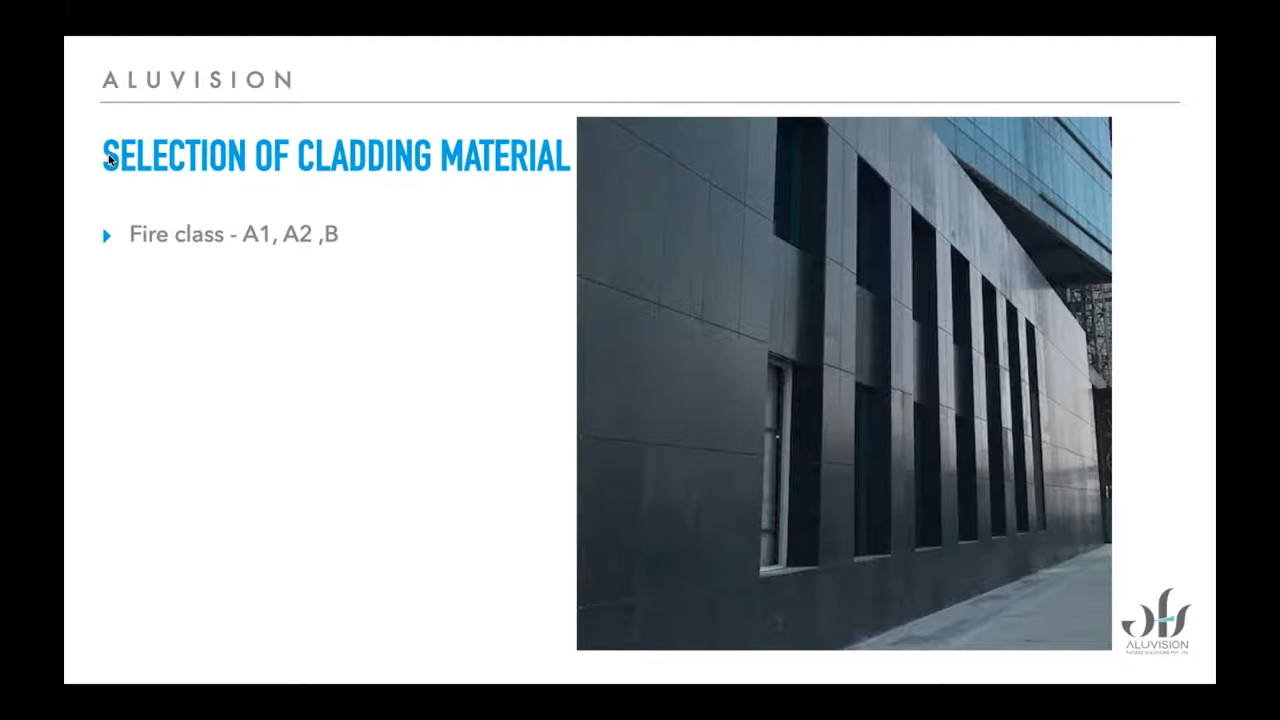 ALUVISION
SELECTION OF CLADDING MATERIAL
Fire class - A1, A2 ,B
ALUVISION